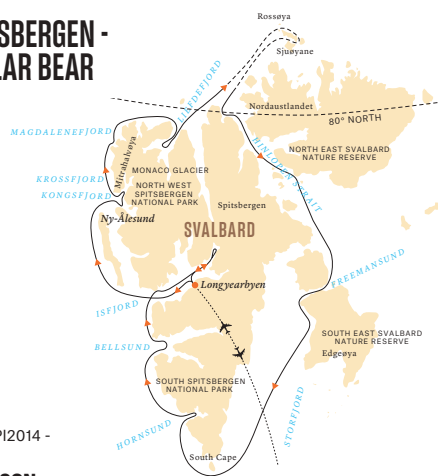 SBERGEN -
LAR BEAR
Rossøya
Sjuøyane
LIEFDEFJORD
Nordaustlandet
80° NORTH
MAGDALENEFJORD
HINLOPEN STRAIT
NORTH EAST SVALBARD
NATURE RESERVE
Mitrahalvøya
MONACO GLACIER
KROSSFJORD
KONGSFJORD
NORTH WEST
SPITSBERGEN
NATIONAL PARK
Spitsbergen
Ny-Ålesund
SVALBARD
FREEMANSUND
Longyearbyen
ISFJORD
SOUTH EAST SVALBARD
NATURE RESERVE
Edgeøya
BELLSUND
SOUTH SPITSBERGEN
NATIONAL PARK
STORFJORD
HORNSUND
PI2014 -
South Cape